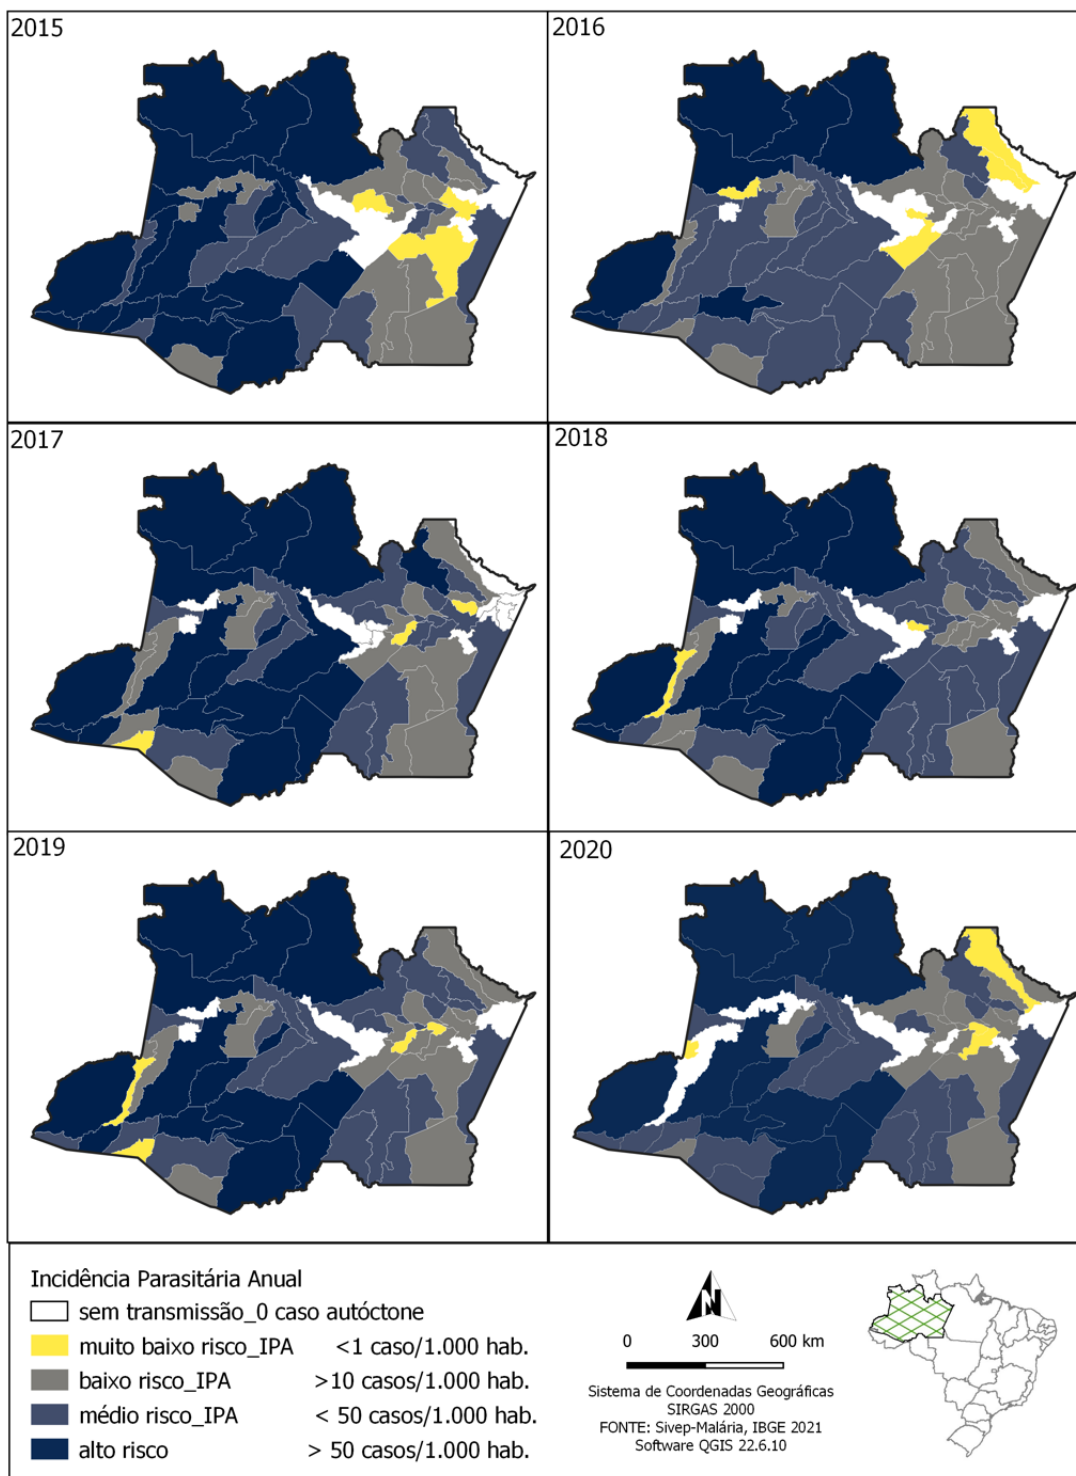 2015
2016
2017
2018
2019
2020
Incidência Parasitária Anual
sem transmissão_0 caso autóctone
muito baixo risco_IPA <1 caso/1.000 hab.
baixo risco_IPA >10 casos/1.000 hab.
médio risco_IPA < 50 casos/1.000 hab.
alto risco > 50 casos/1.000 hab.
N
0 300 600 km
Sistema de Coordenadas Geográficas
SIRGAS 2000
FONTE: Sivep-Malária, IBGE 2021
Software QGIS 22.6.10